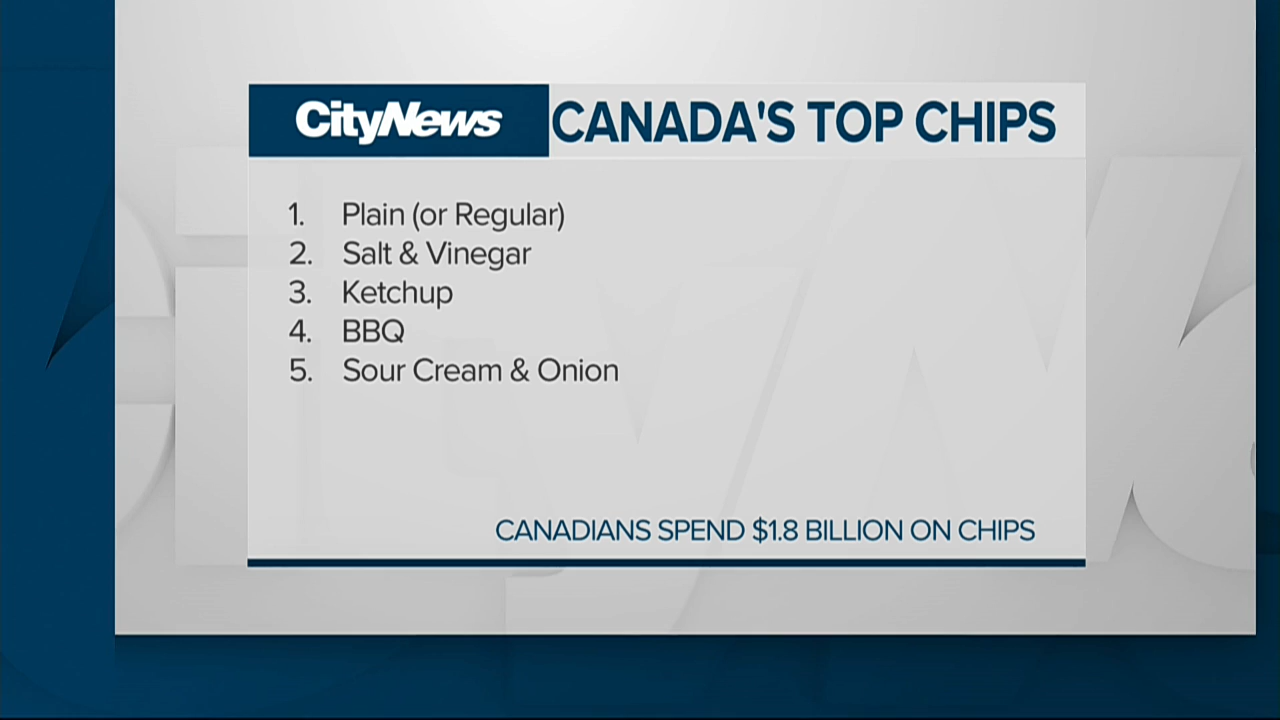 CityNews CANADA'S TOP CHIPS
1. Plain (or Regular)
2. Salt & Vinegar
3. Ketchup
4. BBQ
5. Sour Cream & Onion
CANADIANS SPEND $1.8 BILLION ON CHIPS